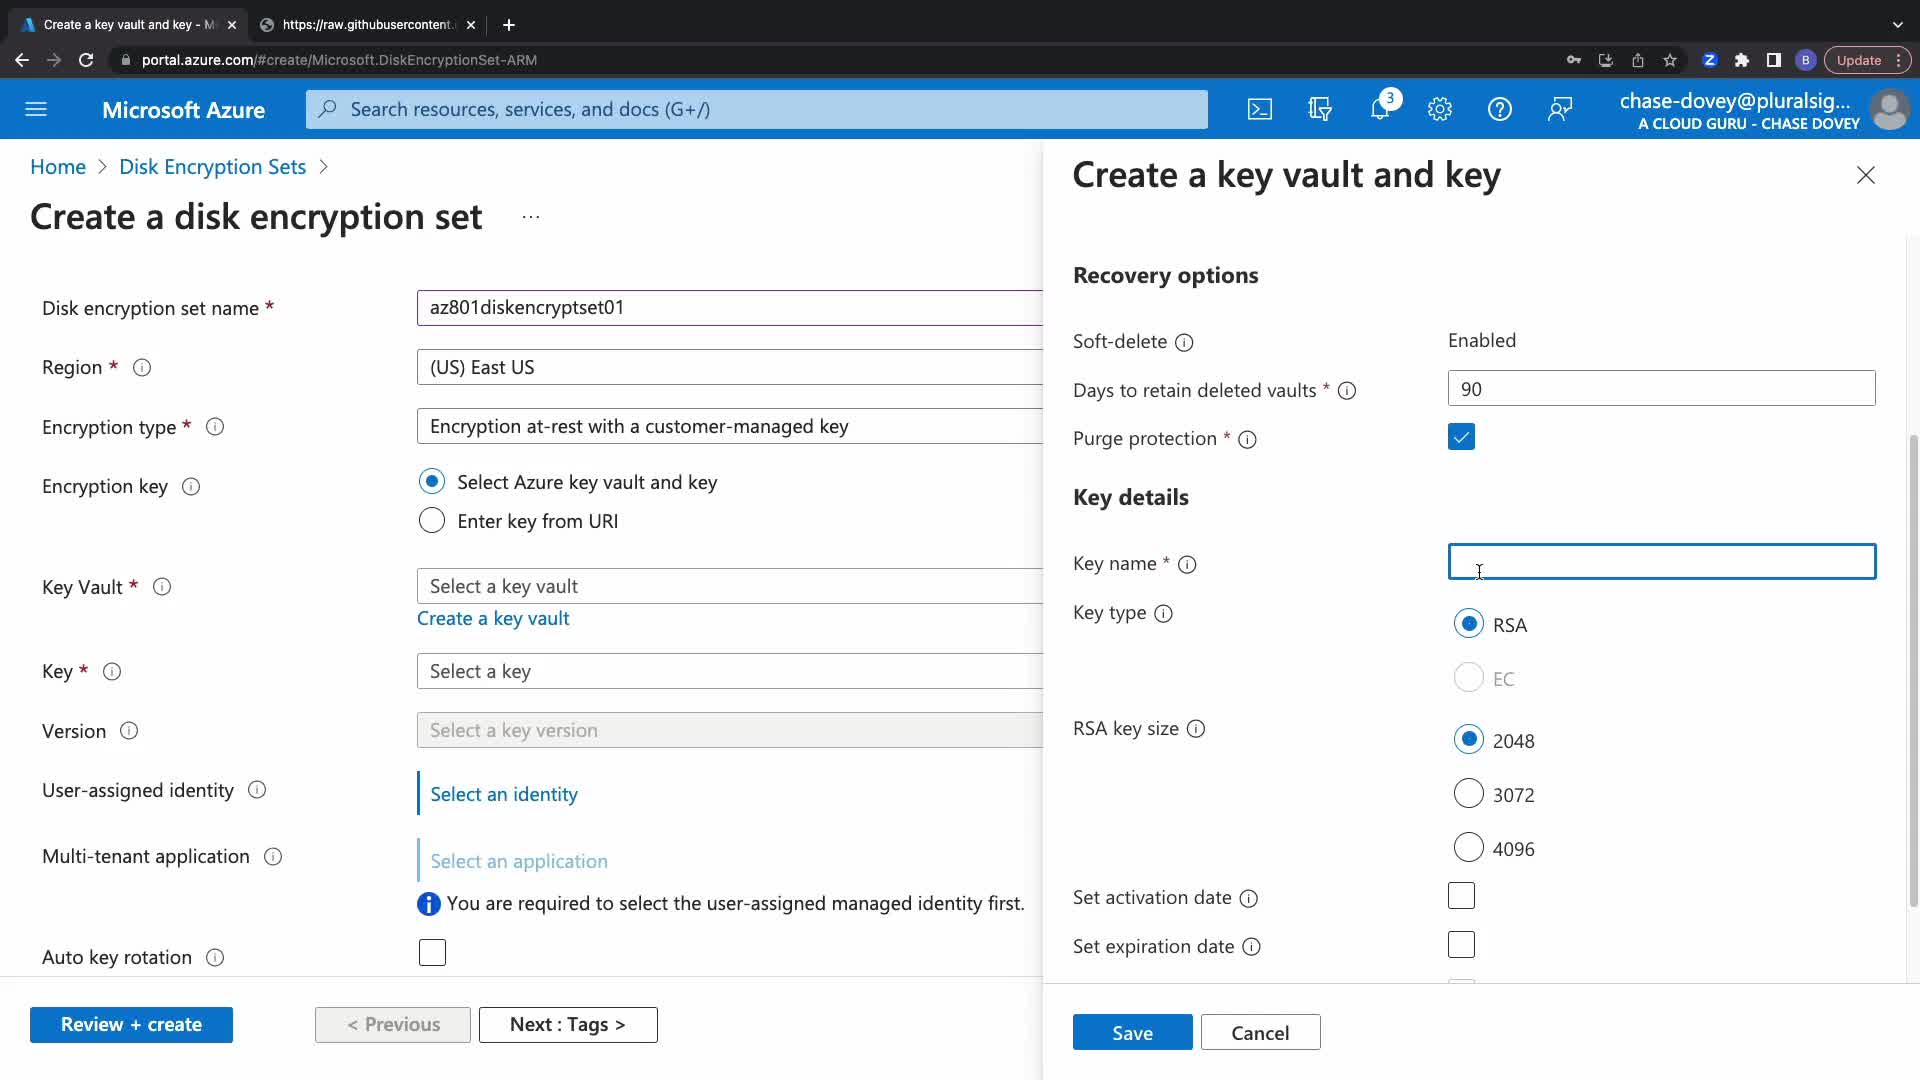 Create a key vault and key - M
https://raw.githubusercontent.
portal.azure.com/#create/Microsoft.DiskEncryptionSet-ARM
Z
B
Update
Microsoft Azure
Search resources, services, and docs (G+/)
3
chase-dovey@pluralsig...
A CLOUD GURU - CHASE DOVEY
Home > Disk Encryption Sets >
Create a disk encryption set ...
Disk encryption set name *
az801diskencryptset01
Region *
(US) East US
Encryption type *
Encryption at-rest with a customer-managed key
Encryption key
Select Azure key vault and key
Enter key from URI
Key Vault *
Select a key vault
Create a key vault
Key *
Select a key
Version
Select a key version
User-assigned identity
Select an identity
Multi-tenant application
Select an application
You are required to select the user-assigned managed identity first.
Auto key rotation
Review + create
< Previous
Next : Tags >
Create a key vault and key
Recovery options
Soft-delete
Enabled
Days to retain deleted vaults *
90
Purge protection *
Key details
Key name *
Key type
RSA
EC
RSA key size
2048
3072
4096
Set activation date
Set expiration date
Save
Cancel